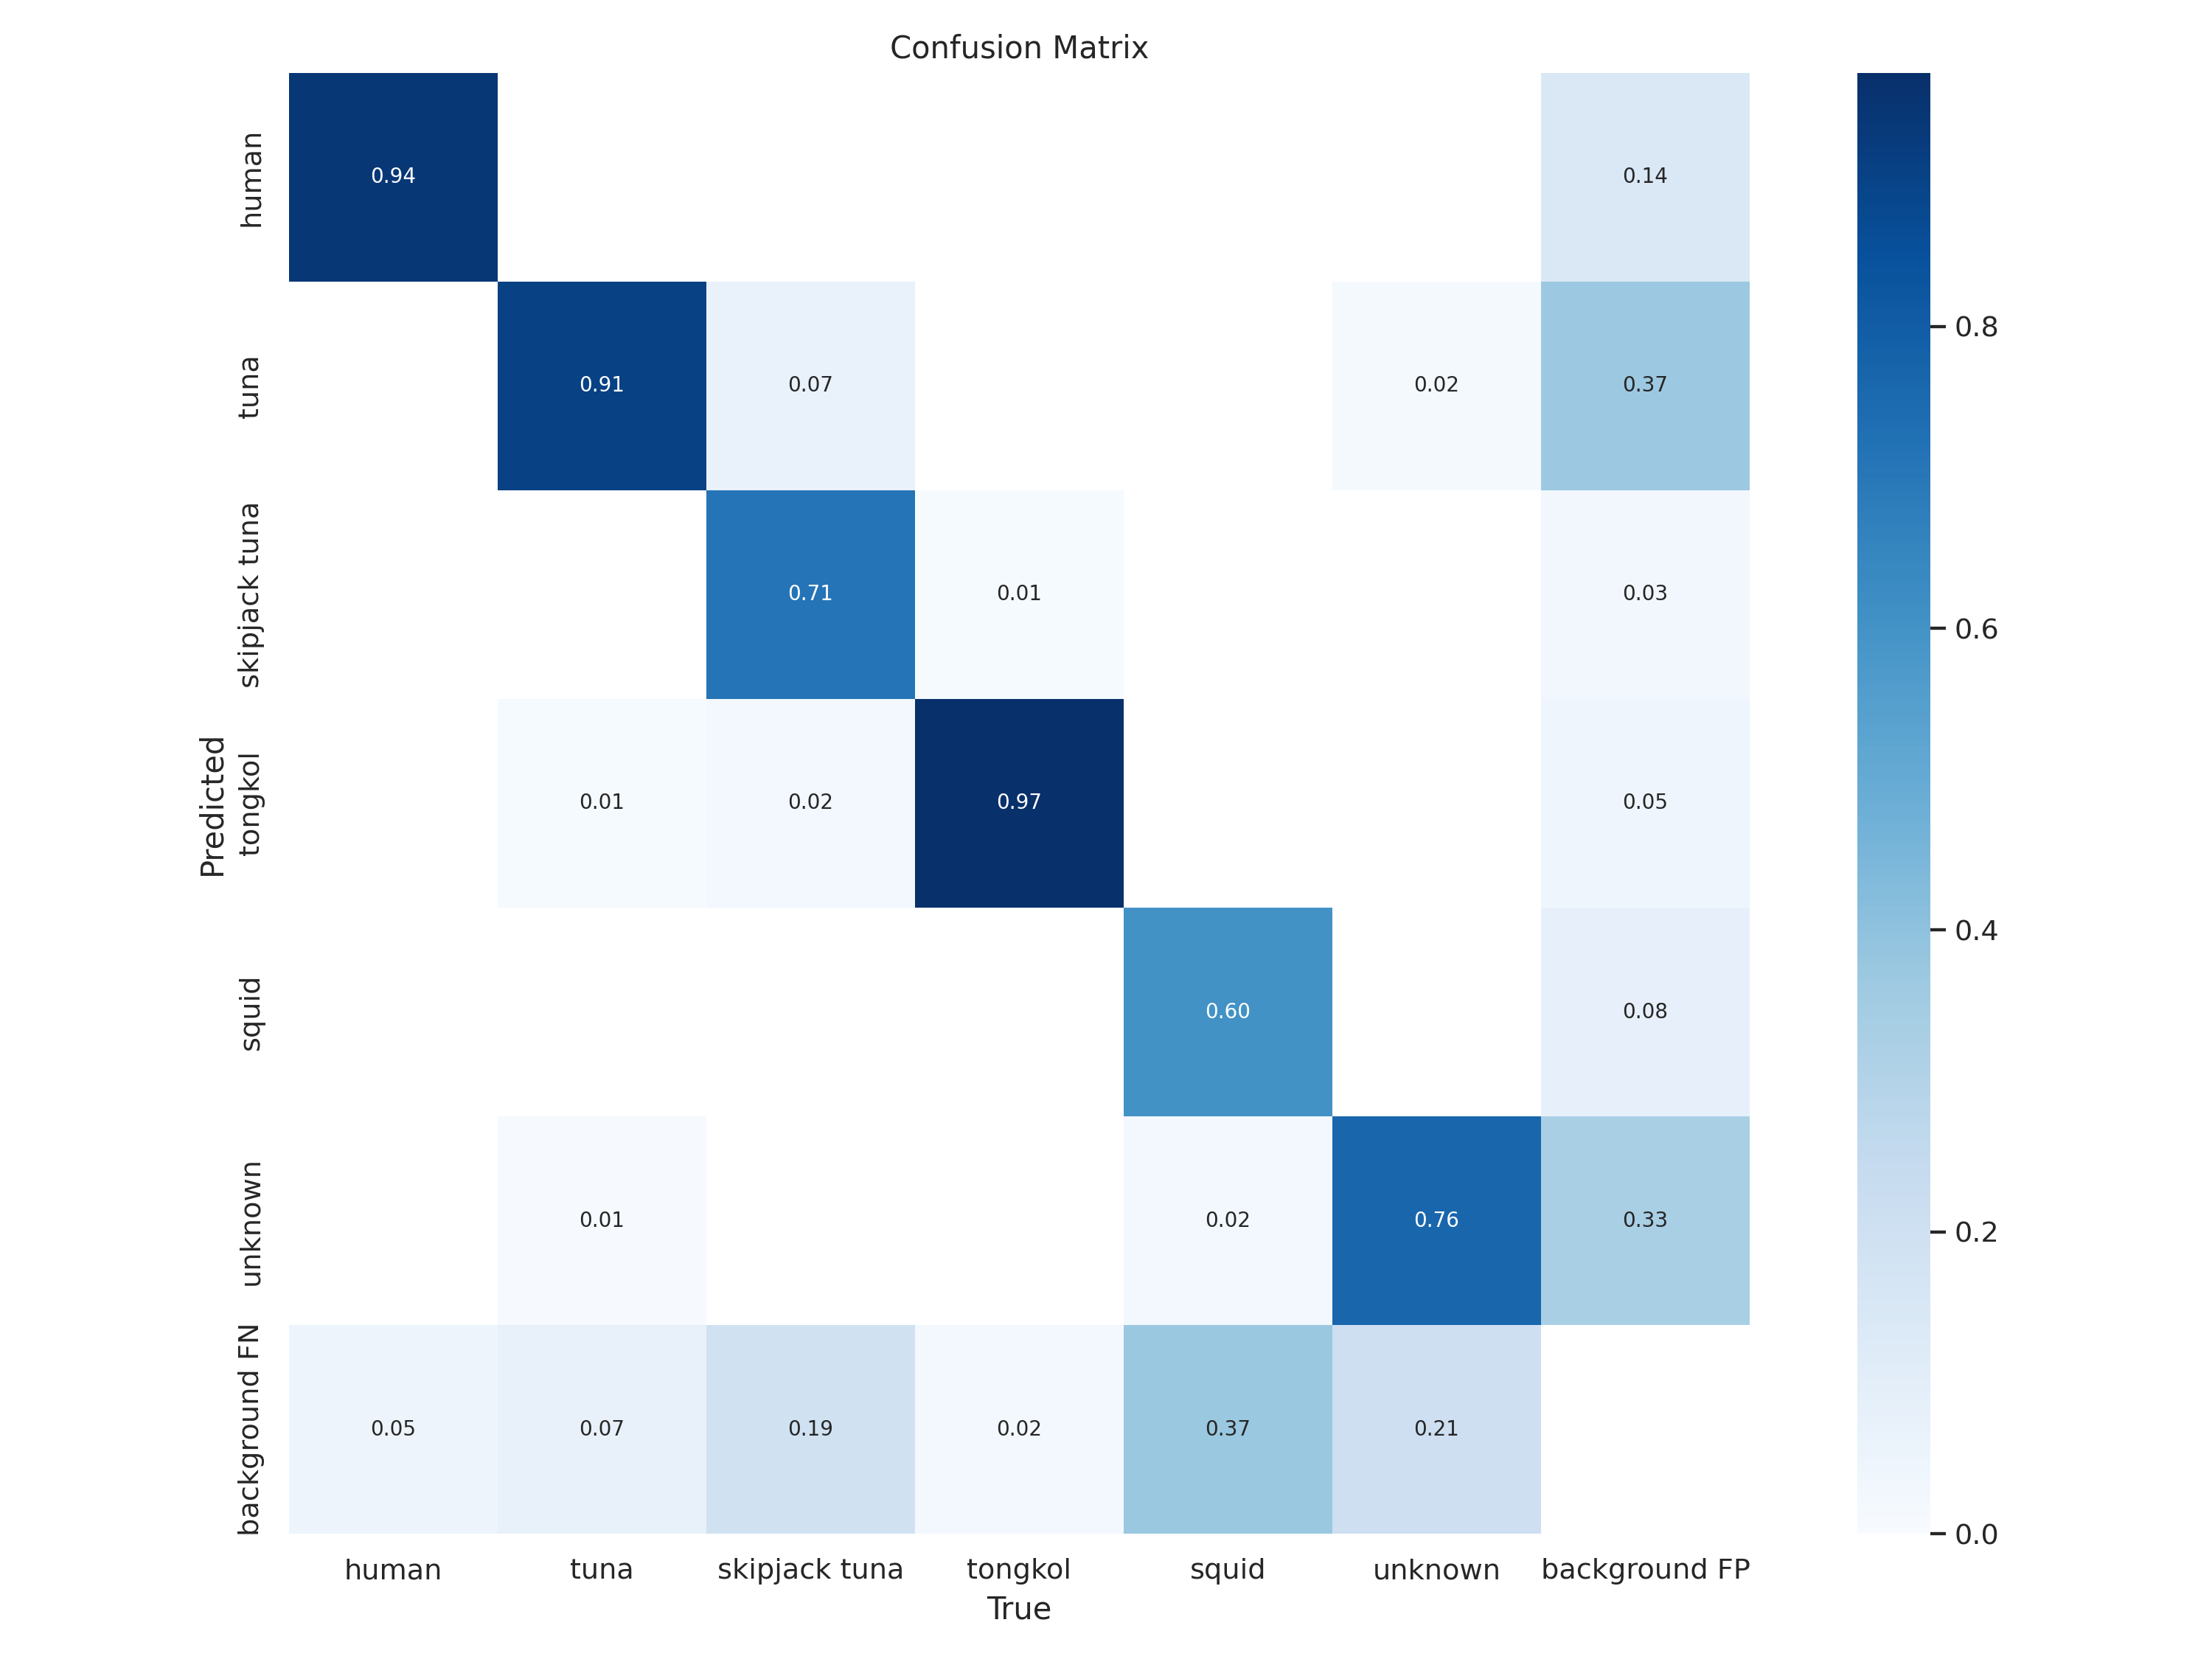 Confusion Matrix
human
0.94
0.14
tuna
0.91
0.07
0.02
0.37
0.8
skipjack tuna
0.71
0.01
0.03
0.6
Predicted
tongkol
0.01
0.02
0.97
0.05
squid
0.60
0.08
0.4
unknown
0.01
0.02
0.76
0.33
0.2
background FN
0.05
0.07
0.19
0.02
0.37
0.21
0.0
human
tuna
skipjack tuna
tongkol
squid
unknown
background FP
True